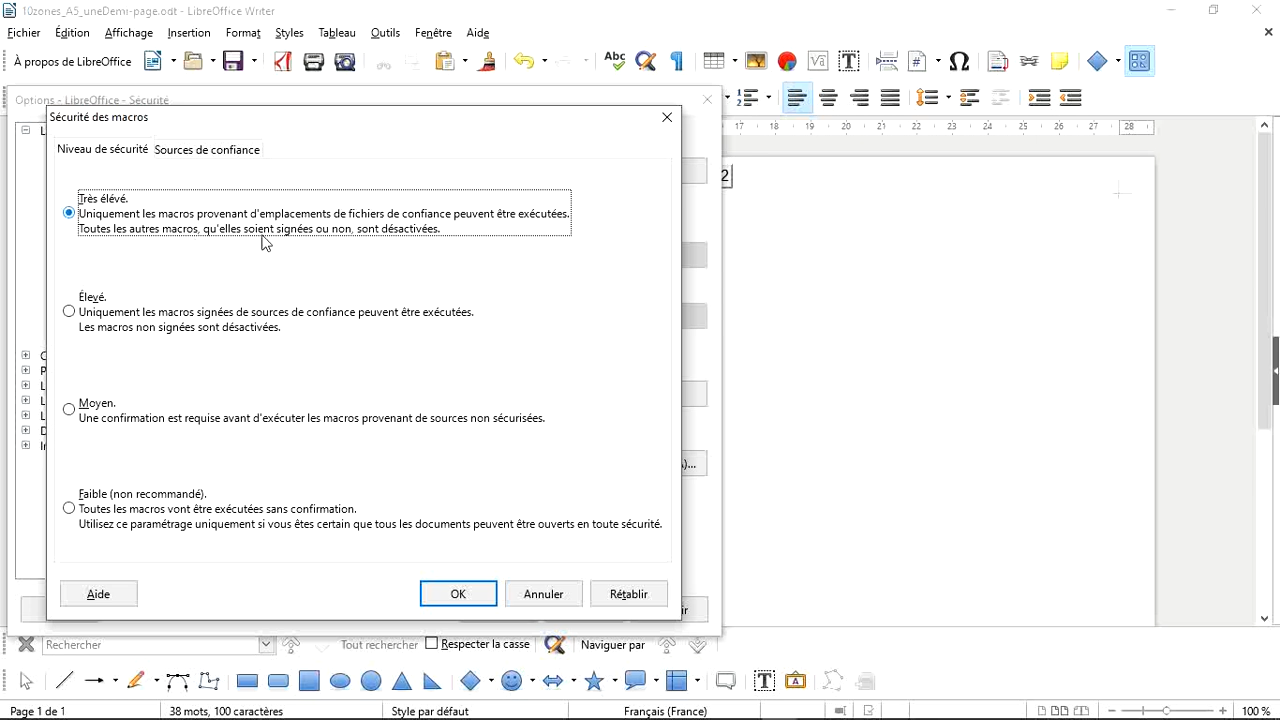 10zones_A5_uneDemi-page.odt - LibreOffice Writer
Fichier Édition Affichage Insertion Format Styles Tableau Outils Fenêtre Aide
À propos de LibreOffice
Options - LibreOffice - Sécurité
Sécurité des macros
17 18 19 20 21 22 23 24 25 26 27 28
Niveau de sécurité Sources de confiance
2
Très élévé.
Uniquement les macros provenant d'emplacements de fichiers de confiance peuvent être exécutées.
Toutes les autres macros, qu'elles soient signées ou non, sont désactivées.
Élevé.
Uniquement les macros signées de sources de confiance peuvent être exécutées.
Les macros non signées sont désactivées.
Moyen.
Une confirmation est requise avant d'exécuter les macros provenant de sources non sécurisées.
Faible (non recommandé).
Toutes les macros vont être exécutées sans confirmation.
Utilisez ce paramétrage uniquement si vous êtes certain que tous les documents peuvent être ouverts en toute sécurité.
Aide OK Annuler Rétablir
Rechercher Tout rechercher Respecter la casse Naviguer par
Page 1 de 1 38 mots, 100 caractères Style par défaut Français (France) 100 %